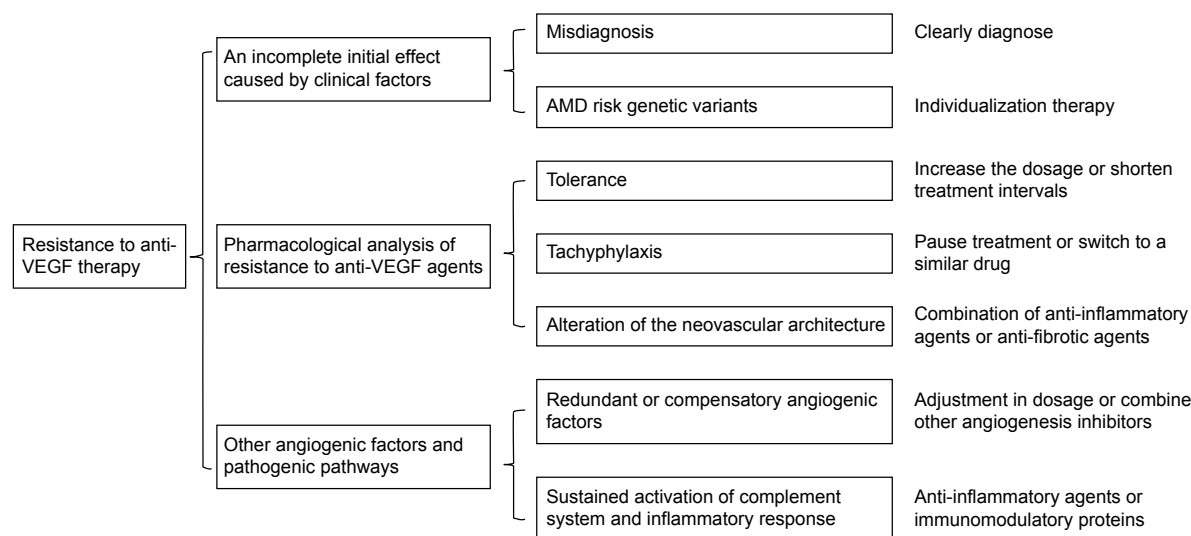 Resistance to anti-
VEGF therapy
An incomplete initial effect
caused by clinical factors
Misdiagnosis
Clearly diagnose
AMD risk genetic variants
Individualization therapy
Pharmacological analysis of
resistance to anti-VEGF agents
Tolerance
Increase the dosage or shorten
treatment intervals
Tachyphylaxis
Pause treatment or switch to a
similar drug
Alteration of the neovascular architecture
Combination of anti-inflammatory
agents or anti-fibrotic agents
Other angiogenic factors and
pathogenic pathways
Redundant or compensatory angiogenic
factors
Adjustment in dosage or combine
other angiogenesis inhibitors
Sustained activation of complement
system and inflammatory response
Anti-inflammatory agents or
immunomodulatory proteins